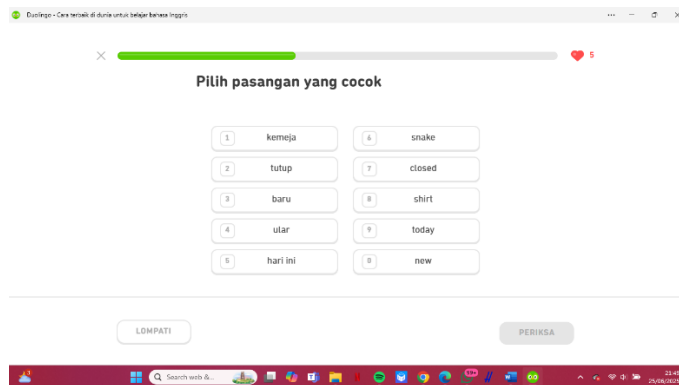 Duolingo - Cara terbaik di dunia untuk belajar bahasa Inggris
5
Pilih pasangan yang cocok
1 kemeja
6 snake
2 tutup
7 closed
3 baru
8 shirt
4 ular
9 today
5 hari ini
0 new
LOMPATI
PERIKSA
Search web &...
99+
21:45
25/06/2025